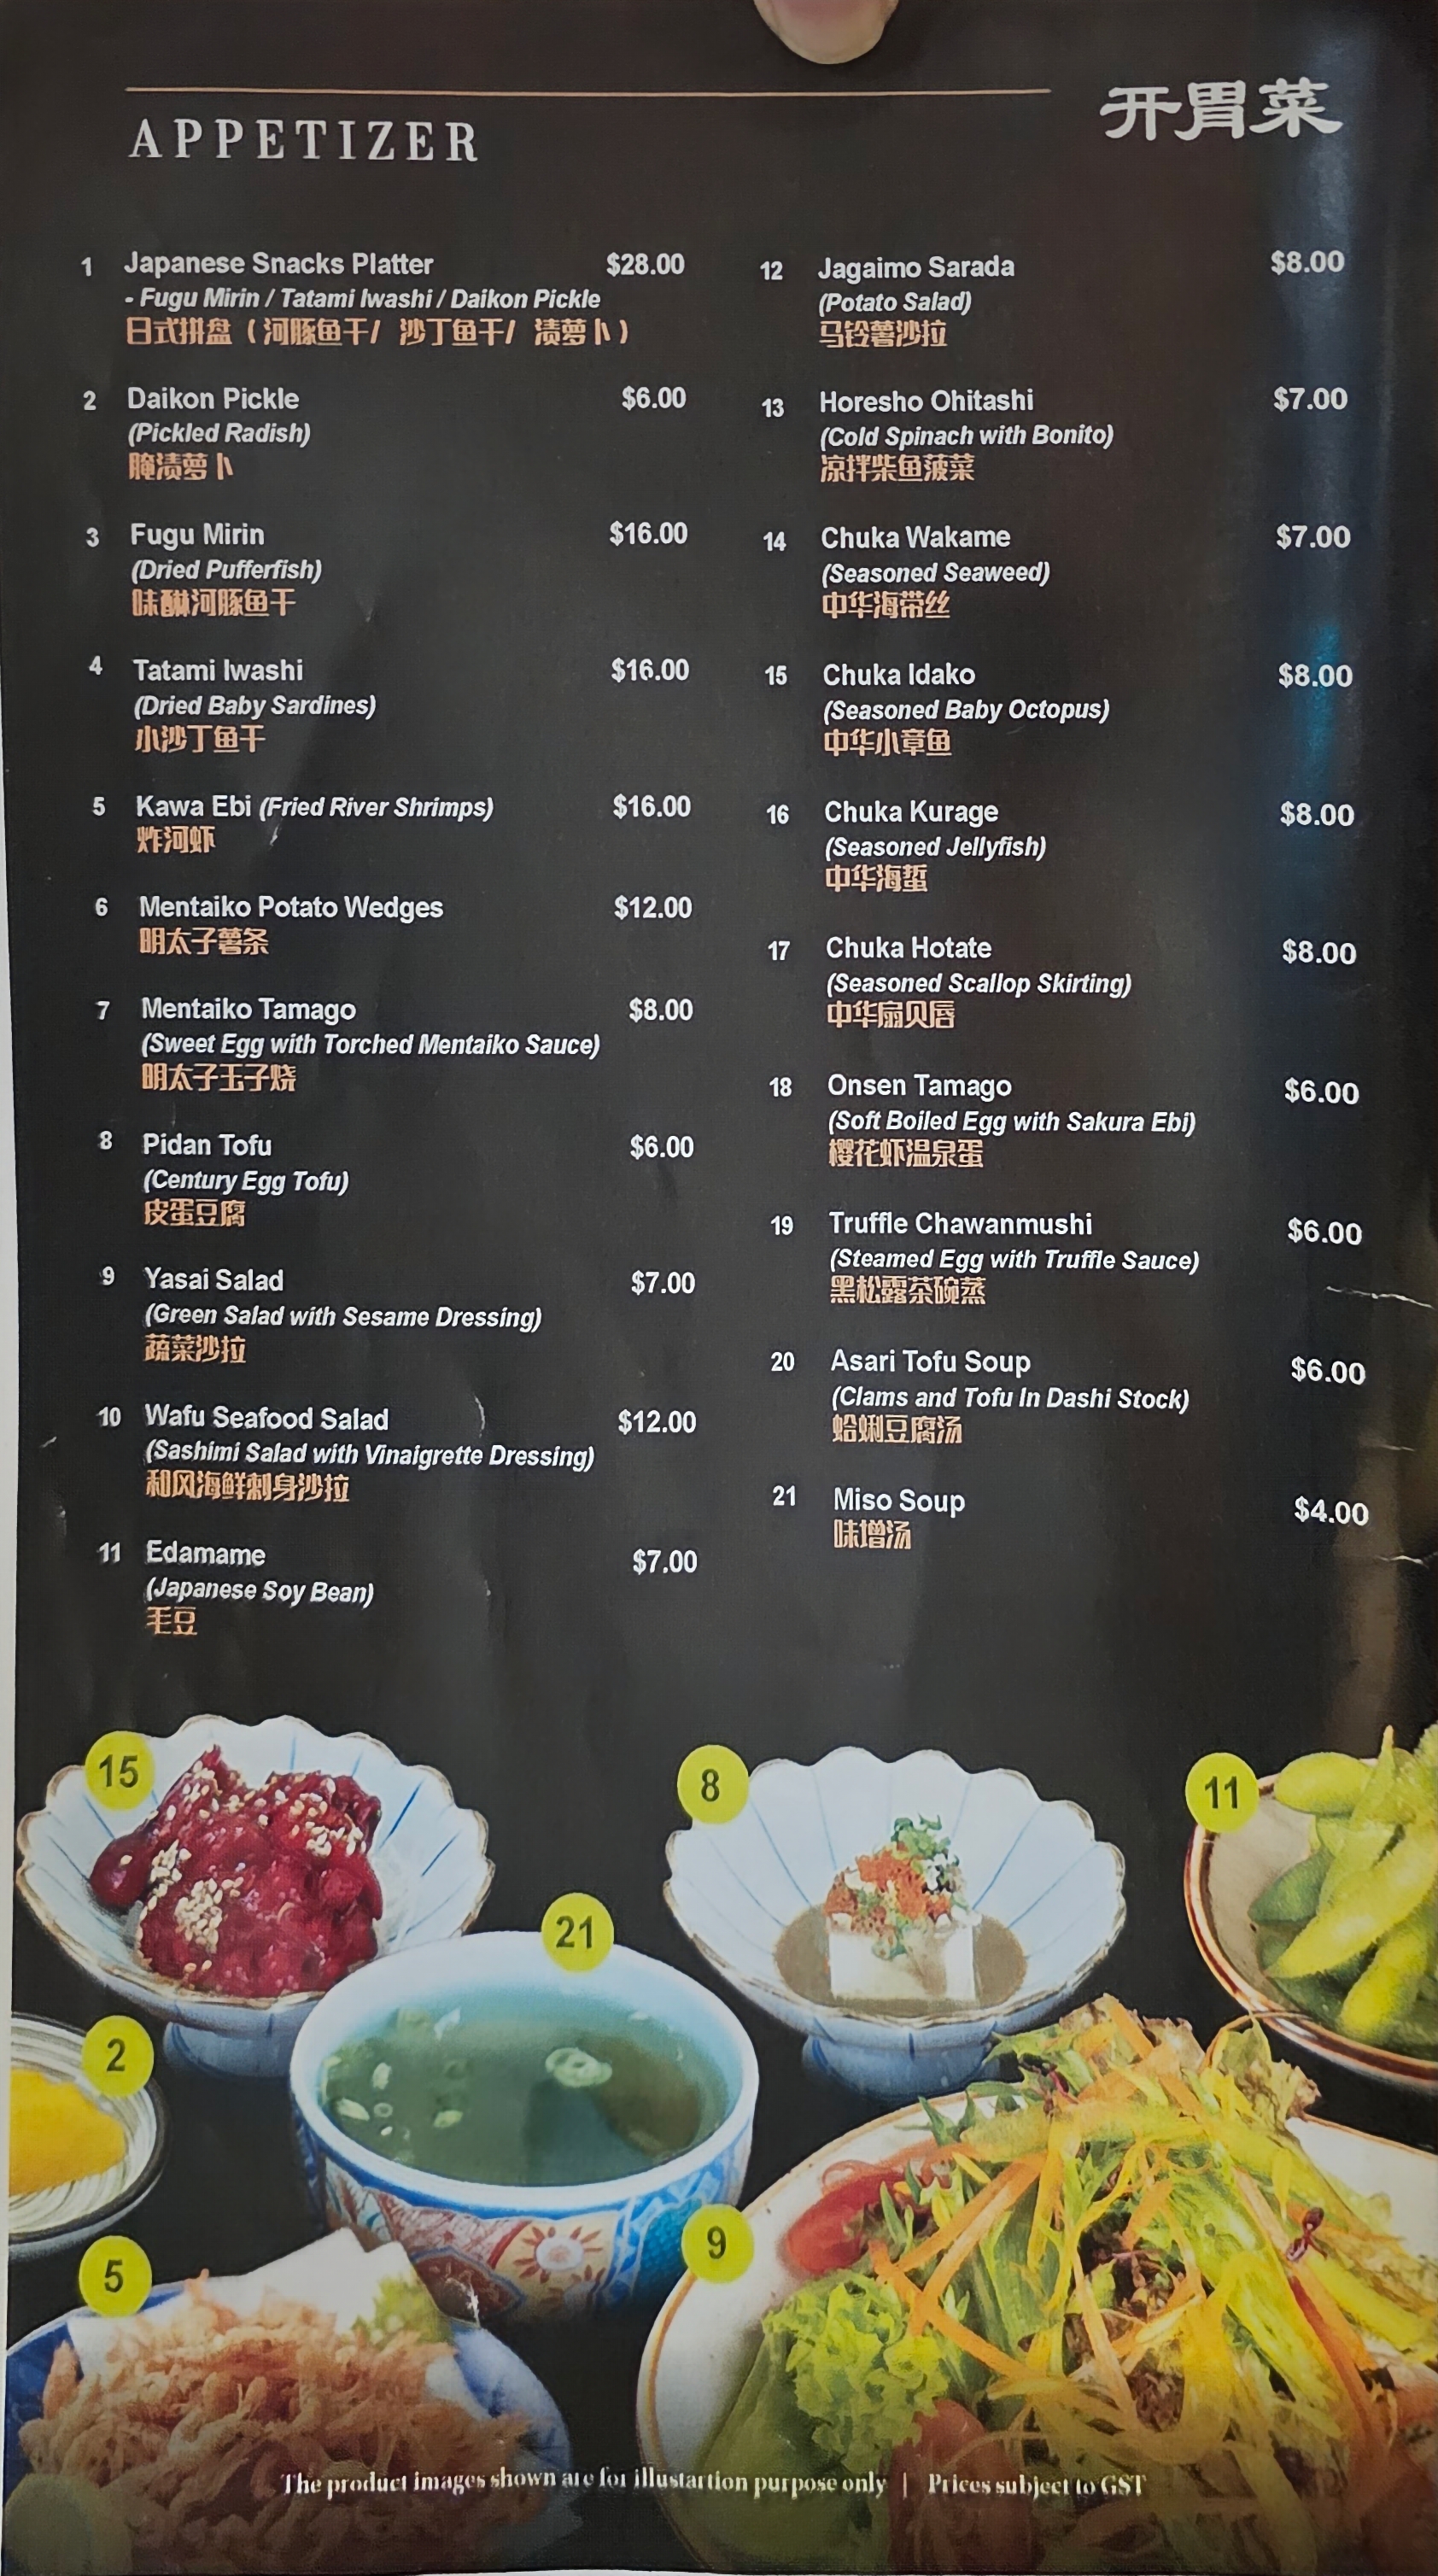 开胃菜
APPETIZER
1 Japanese Snacks Platter $28.00
- Fugu Mirin / Tatami Iwashi / Daikon Pickle
日式拼盘（河豚鱼干/ 沙丁鱼干/ 渍萝卜）
2 Daikon Pickle $6.00
(Pickled Radish)
腌渍萝卜
3 Fugu Mirin $16.00
(Dried Pufferfish)
味醂河豚鱼干
4 Tatami Iwashi $16.00
(Dried Baby Sardines)
小沙丁鱼干
5 Kawa Ebi (Fried River Shrimps) $16.00
炸河虾
6 Mentaiko Potato Wedges $12.00
明太子薯条
7 Mentaiko Tamago $8.00
(Sweet Egg with Torched Mentaiko Sauce)
明太子玉子烧
8 Pidan Tofu $6.00
(Century Egg Tofu)
皮蛋豆腐
9 Yasai Salad $7.00
(Green Salad with Sesame Dressing)
蔬菜沙拉
10 Wafu Seafood Salad $12.00
(Sashimi Salad with Vinaigrette Dressing)
和风海鲜刺身沙拉
11 Edamame $7.00
(Japanese Soy Bean)
毛豆
12 Jagaimo Sarada $8.00
(Potato Salad)
马铃薯沙拉
13 Horesho Ohitashi $7.00
(Cold Spinach with Bonito)
凉拌柴鱼菠菜
14 Chuka Wakame $7.00
(Seasoned Seaweed)
中华海带丝
15 Chuka Idako $8.00
(Seasoned Baby Octopus)
中华小章鱼
16 Chuka Kurage $8.00
(Seasoned Jellyfish)
中华海蜇
17 Chuka Hotate $8.00
(Seasoned Scallop Skirting)
中华扇贝唇
18 Onsen Tamago $6.00
(Soft Boiled Egg with Sakura Ebi)
樱花虾温泉蛋
19 Truffle Chawanmushi $6.00
(Steamed Egg with Truffle Sauce)
黑松露茶碗蒸
20 Asari Tofu Soup $6.00
(Clams and Tofu In Dashi Stock)
蛤蜊豆腐汤
21 Miso Soup $4.00
味增汤
15
8
11
21
2
9
5
The product images shown are for illustartion purpose only | Prices subject to GST